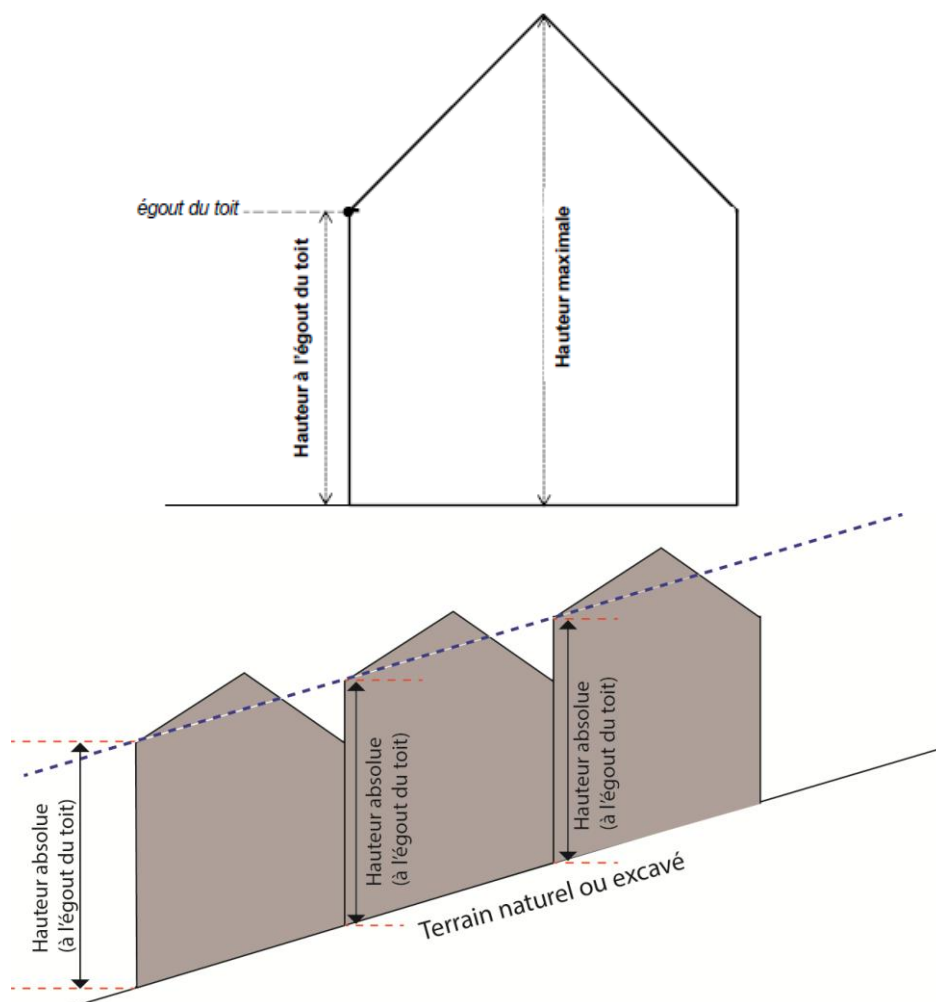 égout du toit
Hauteur à l'égout du toit
Hauteur maximale
Hauteur absolue
(à l'égout du toit)
Hauteur absolue
(à l'égout du toit)
Hauteur absolue
(à l'égout du toit)
Terrain naturel ou excavé